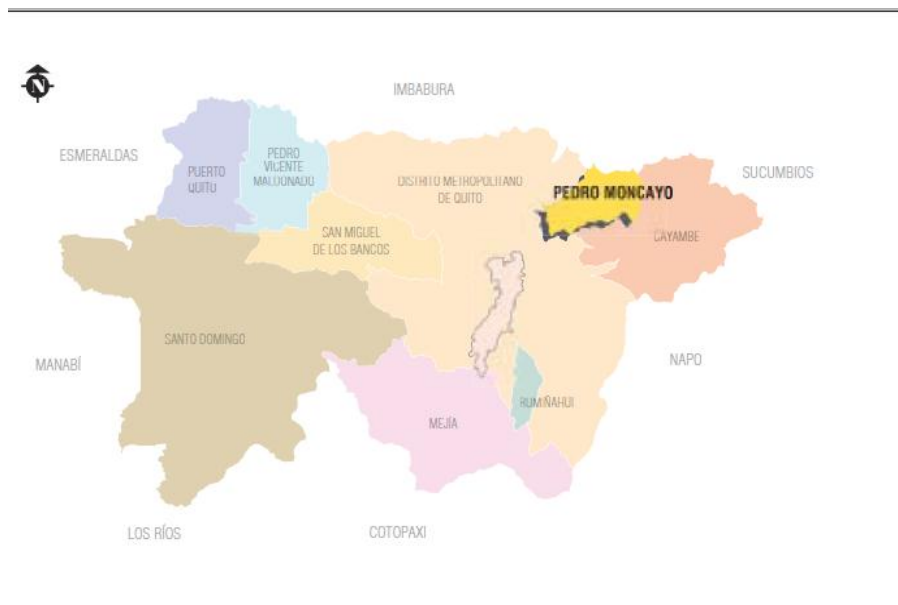 N
IMBABURA
ESMERALDAS
PEDRO
VICENTE
MALDONADO
PUERTO
QUITO
SUCUMBIOS
DISTRITO METROPOLITANO
DE QUITO
PEDRO MONCAYO
SAN MIGUEL
DE LOS BANCOS
CAYAMBE
SANTO DOMINGO
MANABÍ
NAPO
RUMIÑAHUI
MEJÍA
LOS RÍOS
COTOPAXI